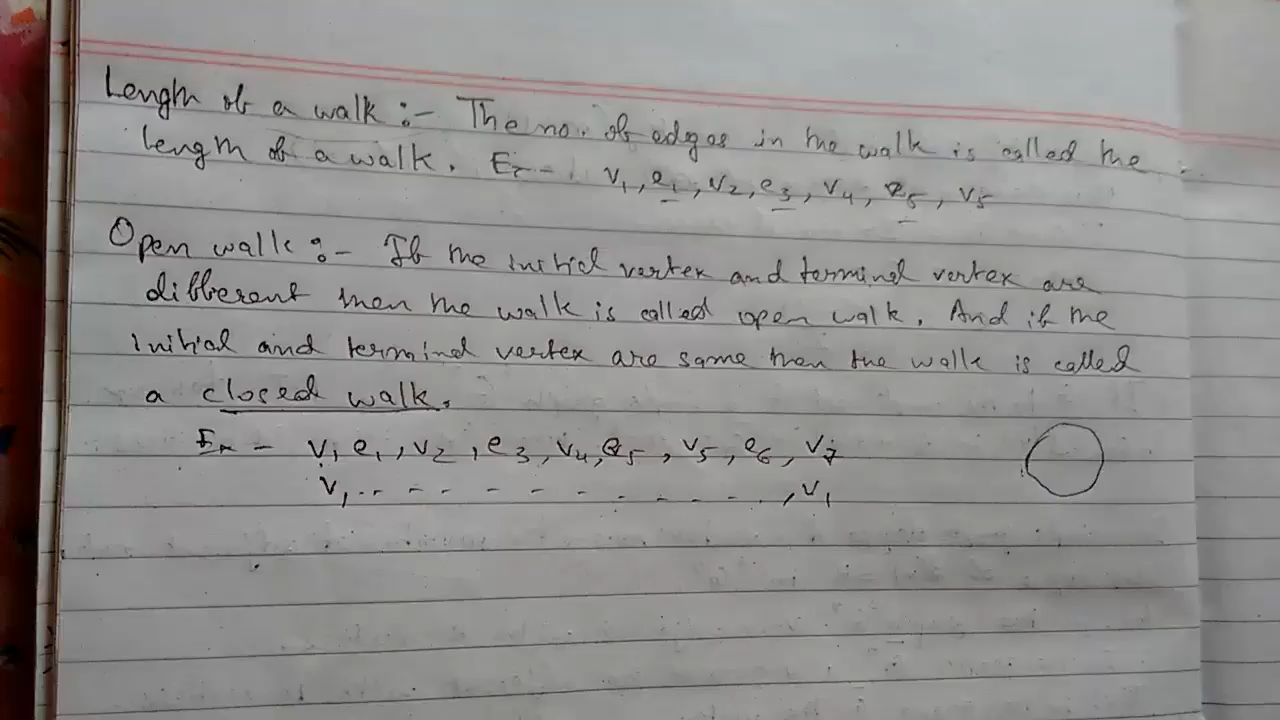 Length of a walk :- The no. of edges in the walk is called the
length of a walk. Ex - v1, e1, v2, e3, v4, e5, v5
Open walk :- If the initial vertex and terminal vertex are
different then the walk is called open walk. And if the
initial and terminal vertex are same then the walk is called
a closed walk.
Ex - v1 e1, v2, e3, v4, e5, v5, e6, v7
v1 - - - - - - - - - - , v1